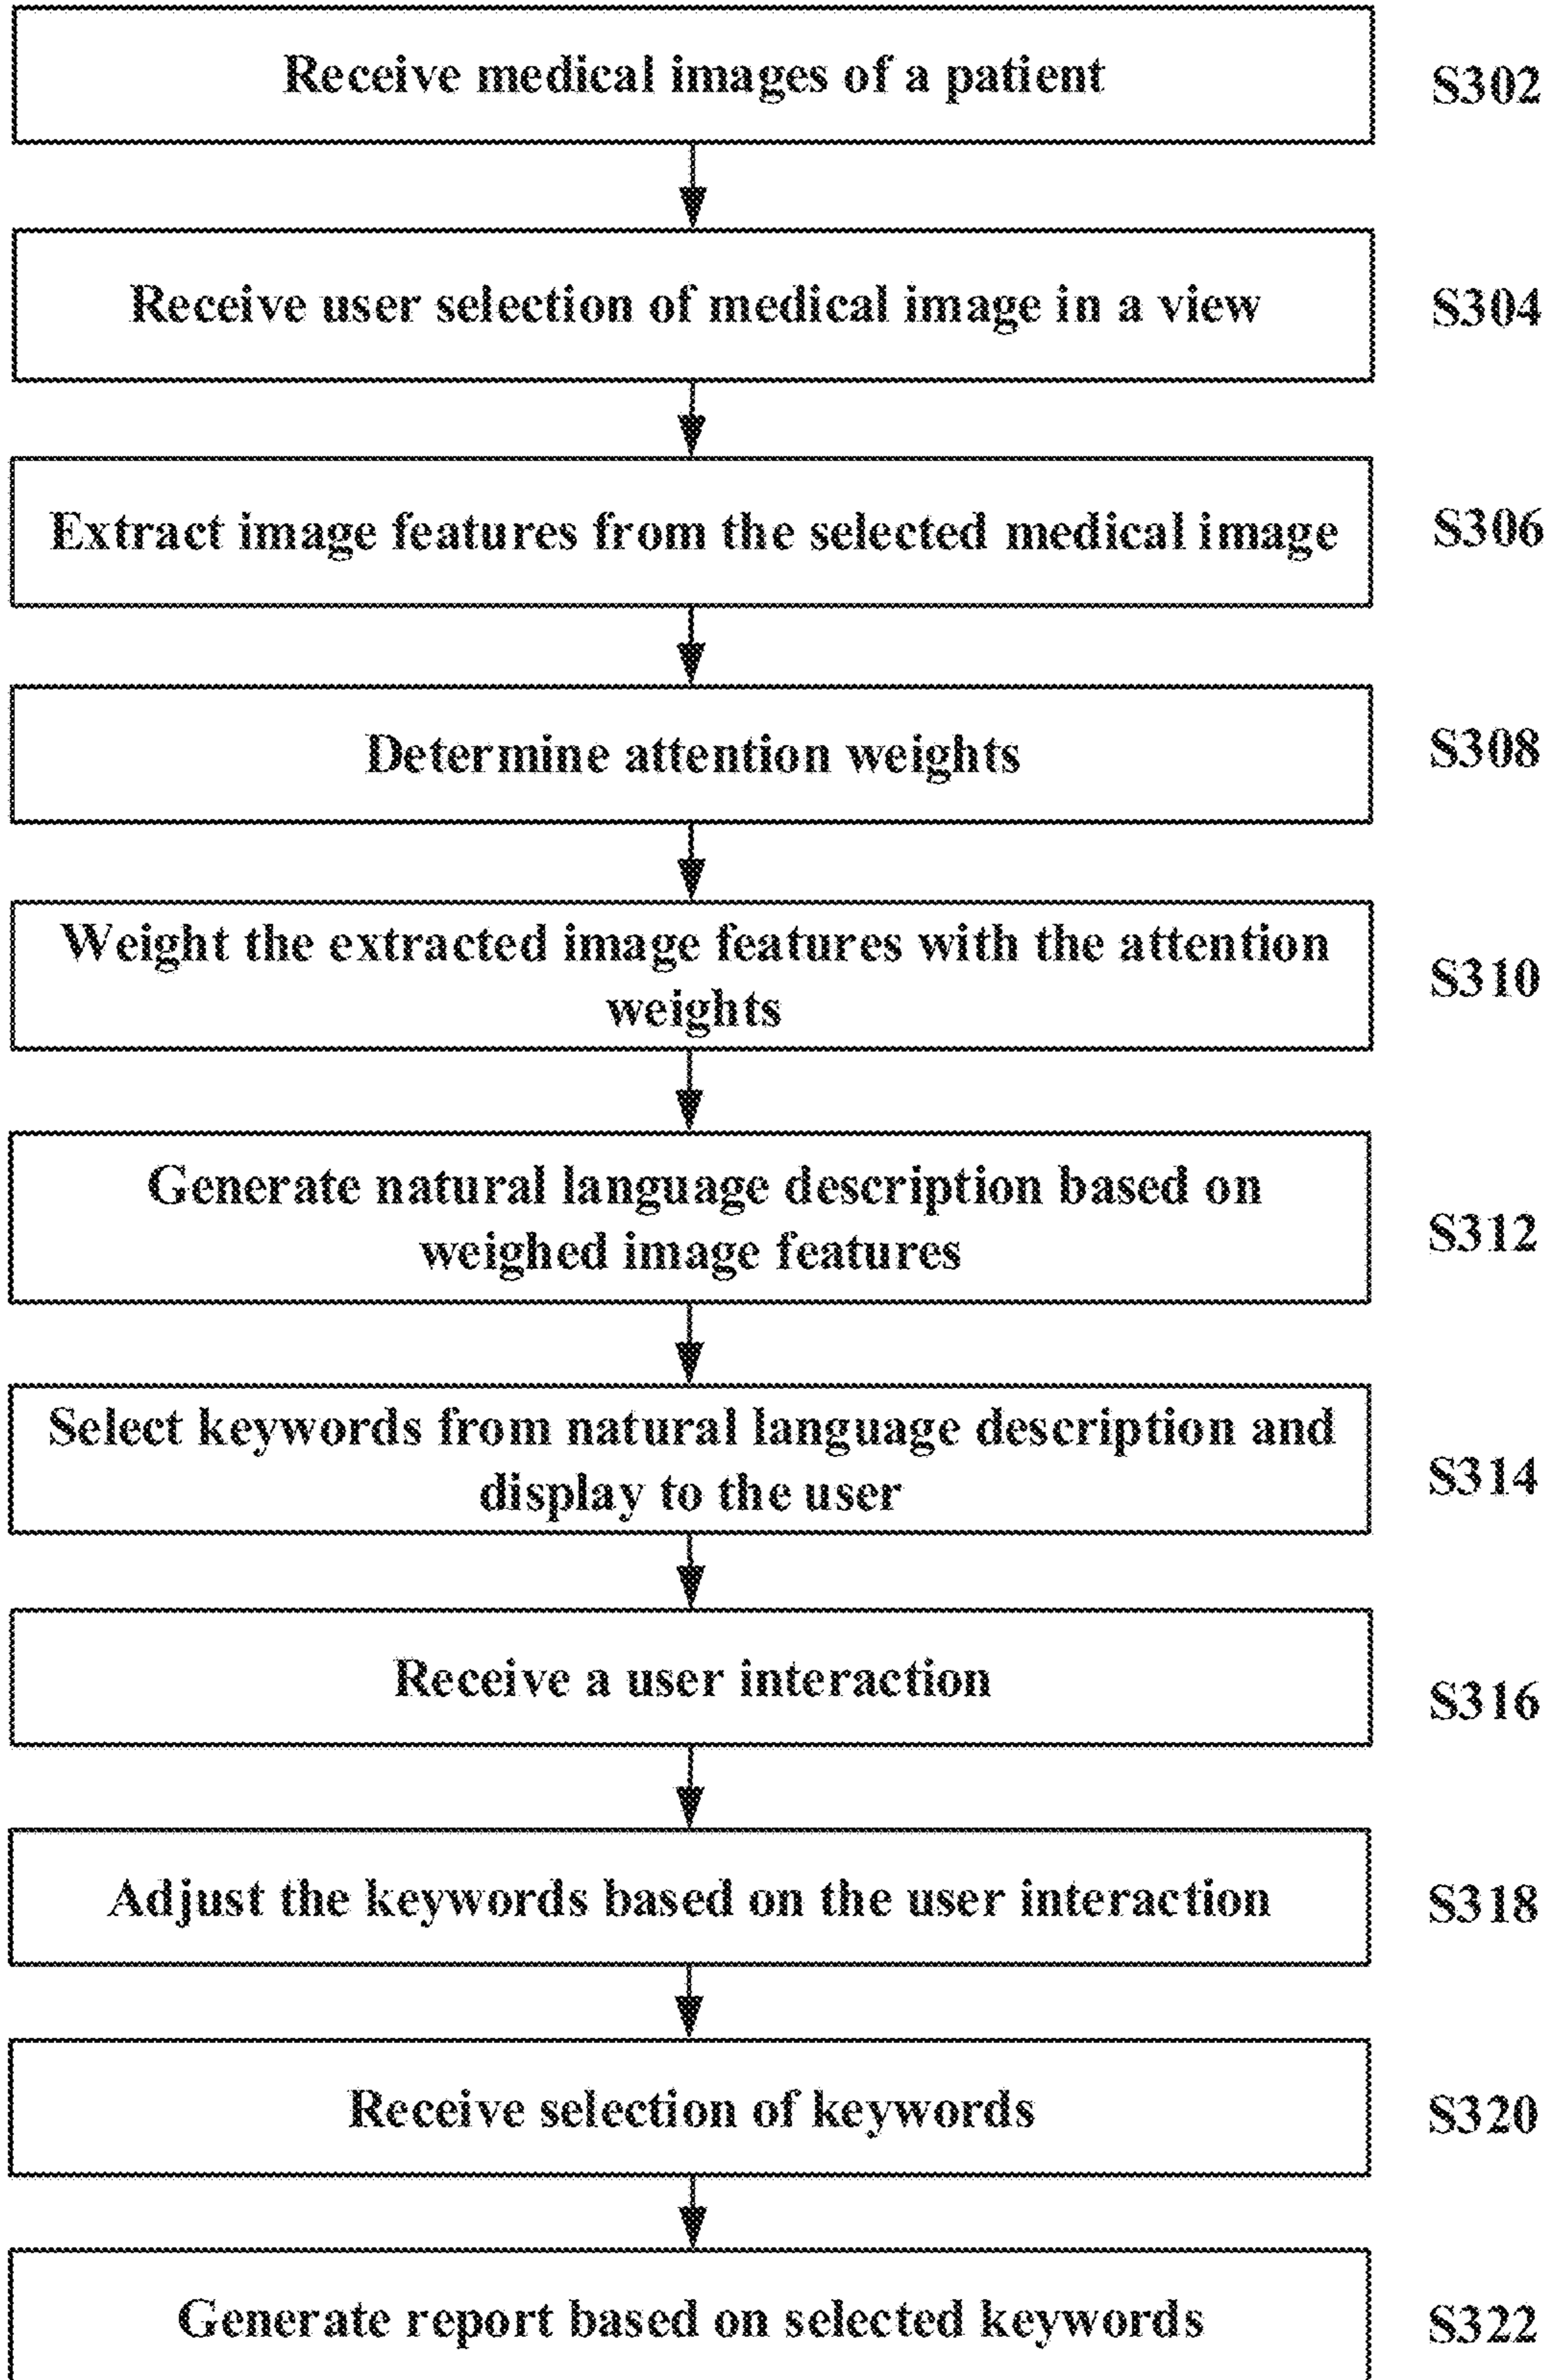 Receive medical images of a patient
S302
Receive user selection of medical image in a view
S304
Extract image features from the selected medical image
S306
Determine attention weights
S308
Weight the extracted image features with the attention
weights
S310
Generate natural language description based on
weighed image features
S312
Select keywords from natural language description and
display to the user
S314
Receive a user interaction
S316
Adjust the keywords based on the user interaction
S318
Receive selection of keywords
S320
Generate report based on selected keywords
S322